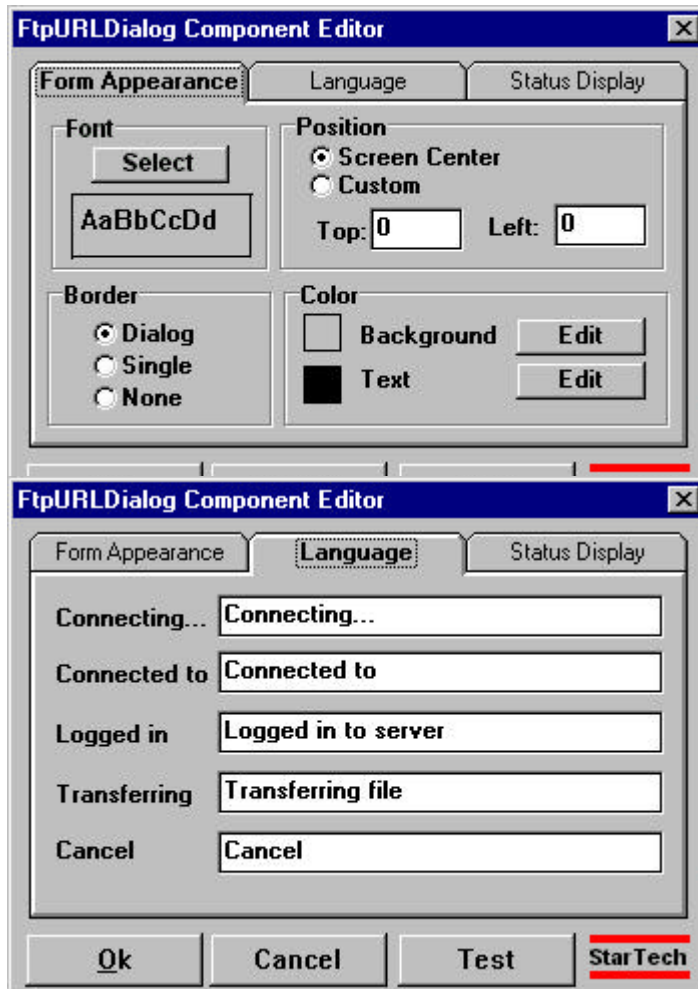 FtpURLDialog Component Editor
Form Appearance Language Status Display
Font
Select
AaBbCcDd
Position
Screen Center
Custom
Top: 0 Left: 0
Border
Dialog
Single
None
Color
Background Edit
Text Edit
FtpURLDialog Component Editor
Form Appearance Language Status Display
Connecting... Connecting...
Connected to Connected to
Logged in Logged in to server
Transferring Transferring file
Cancel Cancel
Ok Cancel Test StarTech